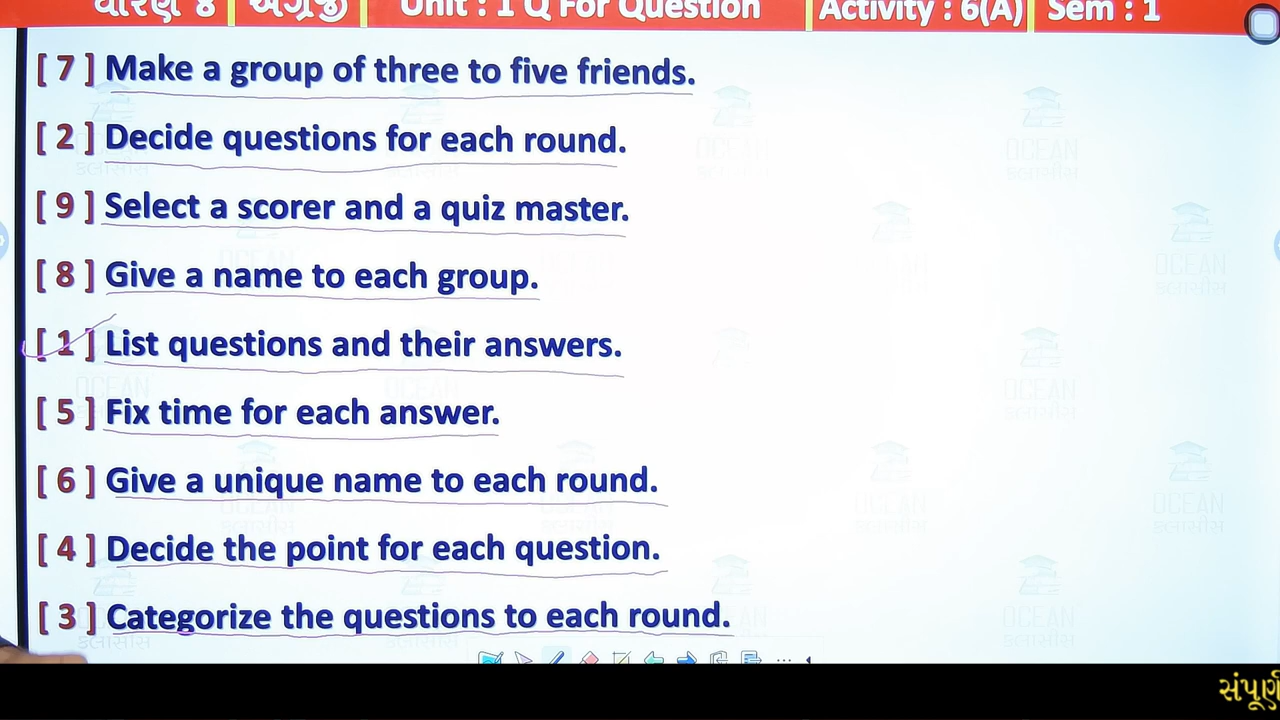 ધોરણ ૪ અંગ્રેજી Unit : 1 Q For Question Activity : 6(A) Sem : 1
[ 7 ] Make a group of three to five friends.
[ 2 ] Decide questions for each round.
[ 9 ] Select a scorer and a quiz master.
[ 8 ] Give a name to each group.
[ 1 ] List questions and their answers.
[ 5 ] Fix time for each answer.
[ 6 ] Give a unique name to each round.
[ 4 ] Decide the point for each question.
[ 3 ] Categorize the questions to each round.
OCEAN
ક્લાસીસ
સંપૂર્ણ